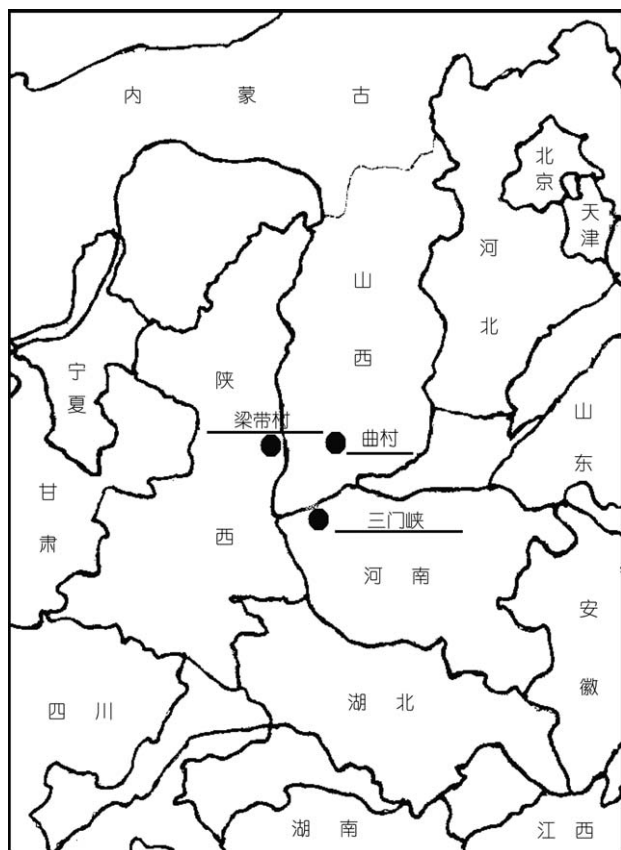 内 蒙 古
北京
天津
河北
山西
宁夏
陕西
梁带村
曲村
山东
甘肃
三门峡
河 南
安徽
四 川
湖 北
湖 南
江 西